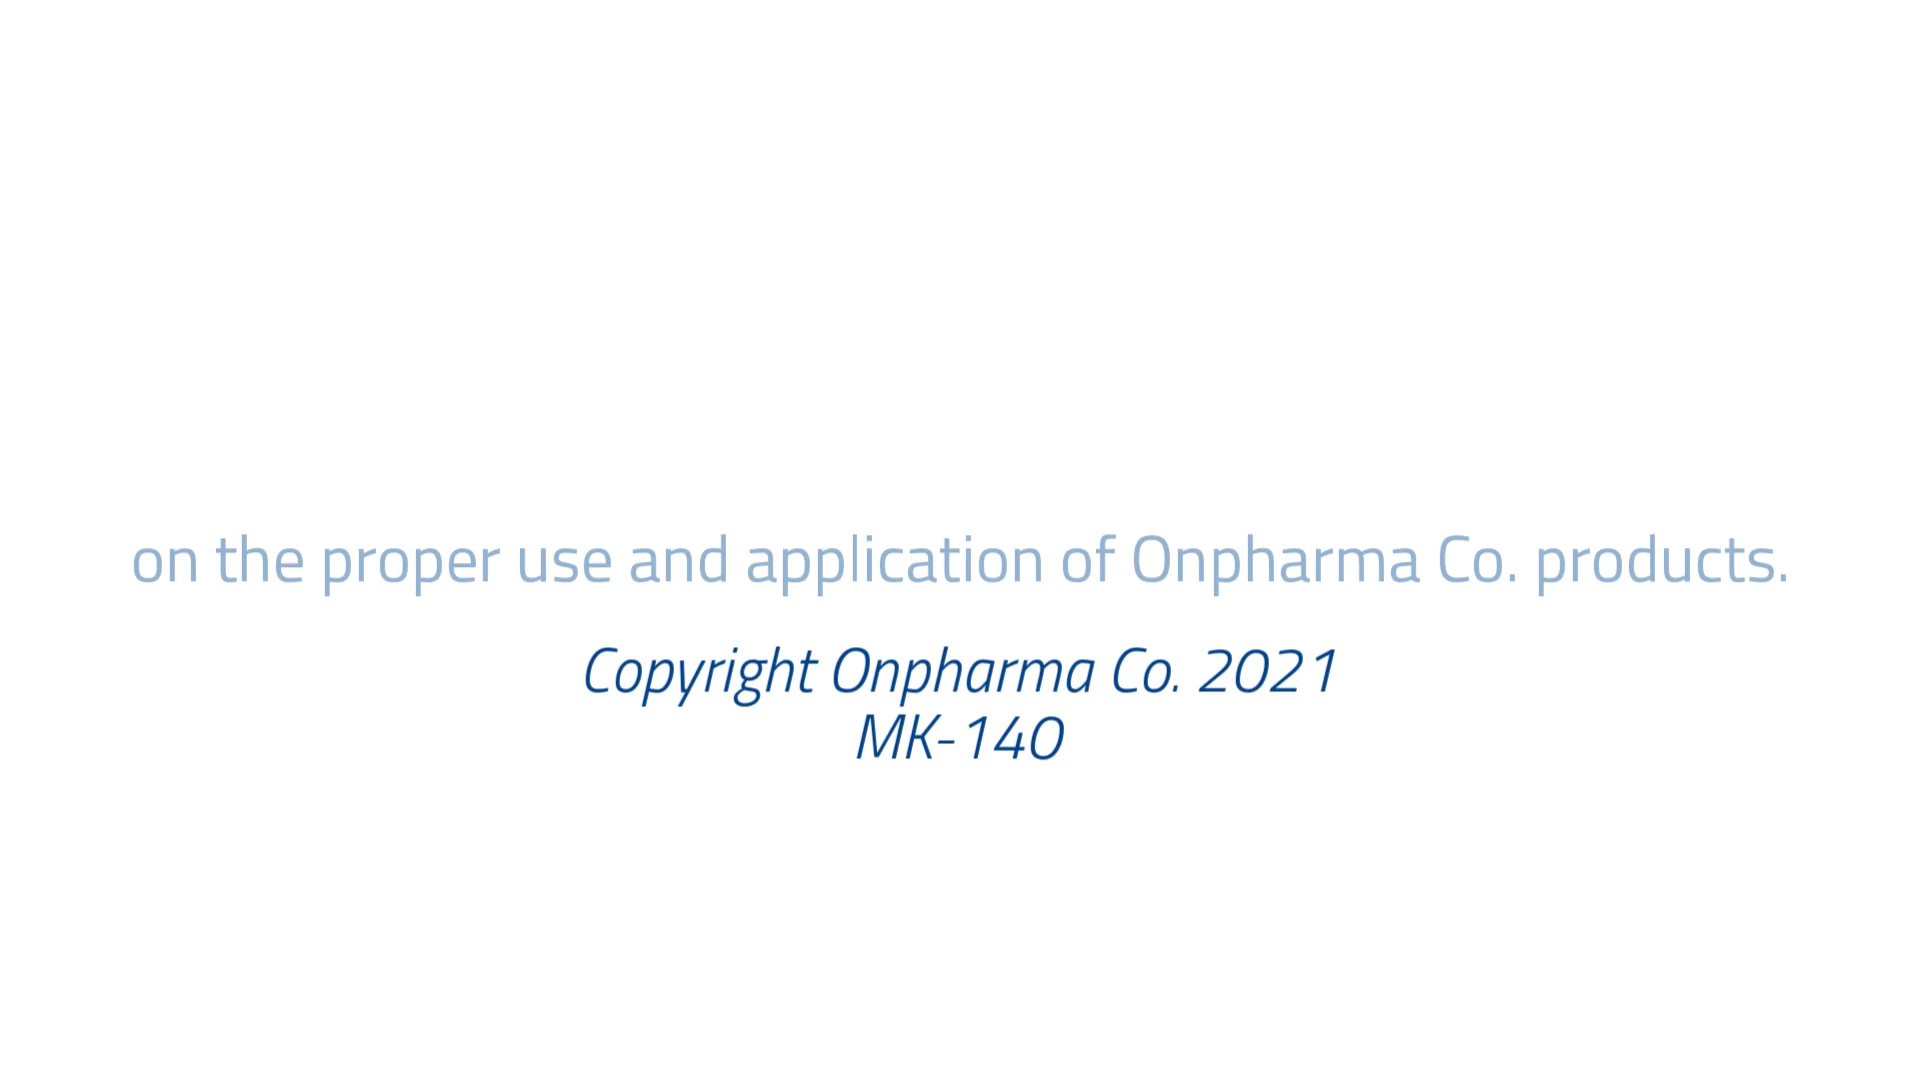 on the proper use and application of Onpharma Co. products.
Copyright Onpharma Co. 2021
MK-140